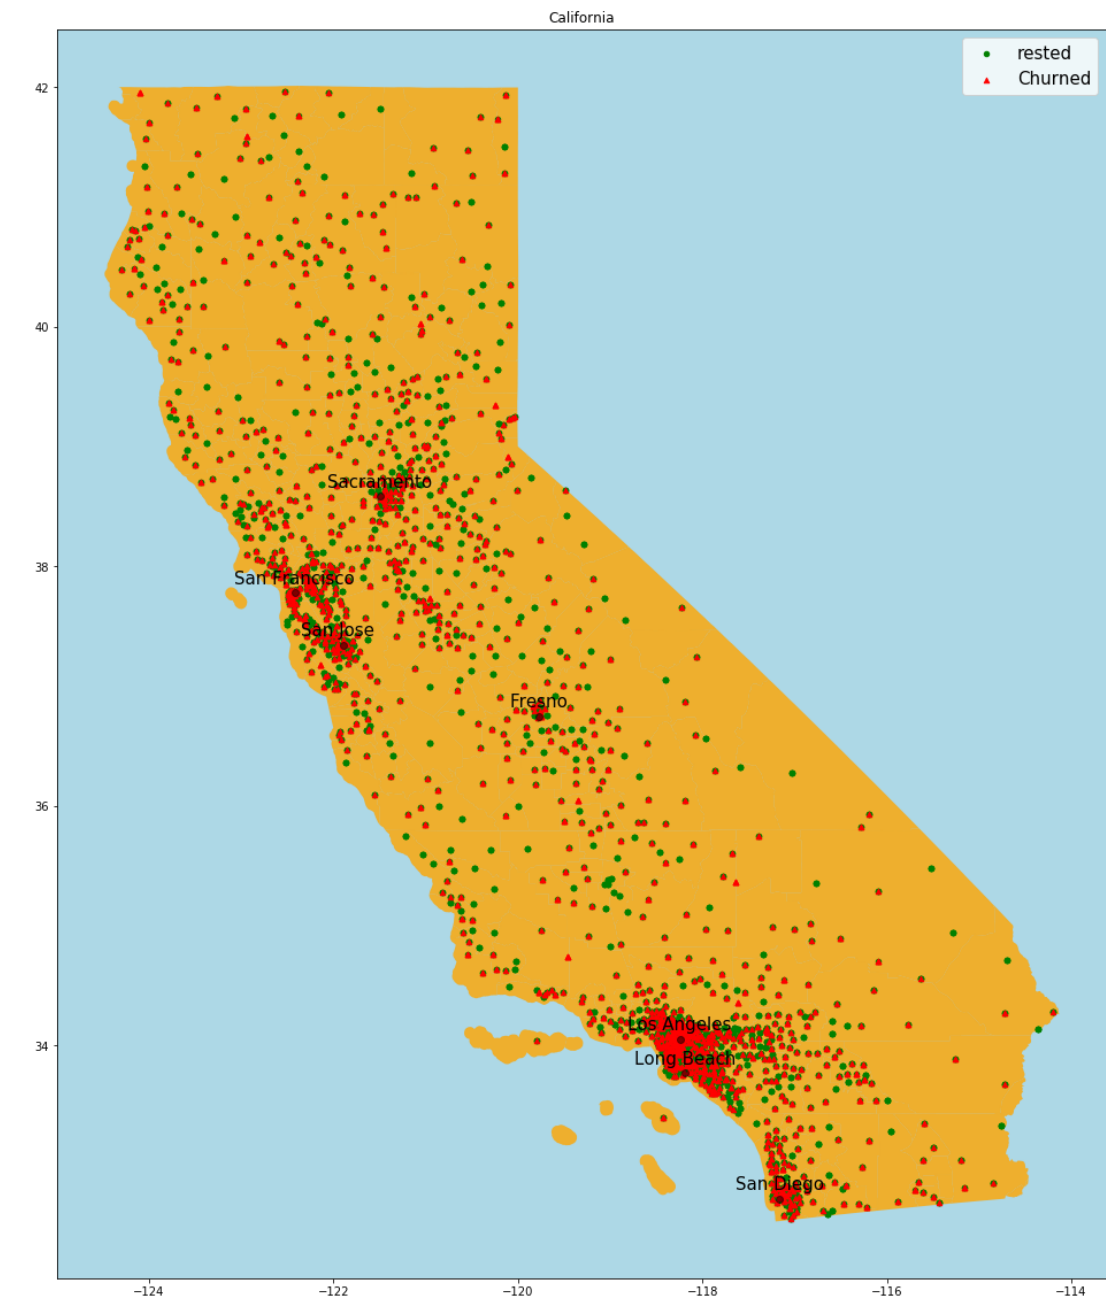 California
rested
Churned
42
40
38
36
34
Sacramento
San Francisco
San Jose
Fresno
Los Angeles
Long Beach
San Diego
−124
−122
−120
−118
−116
−114